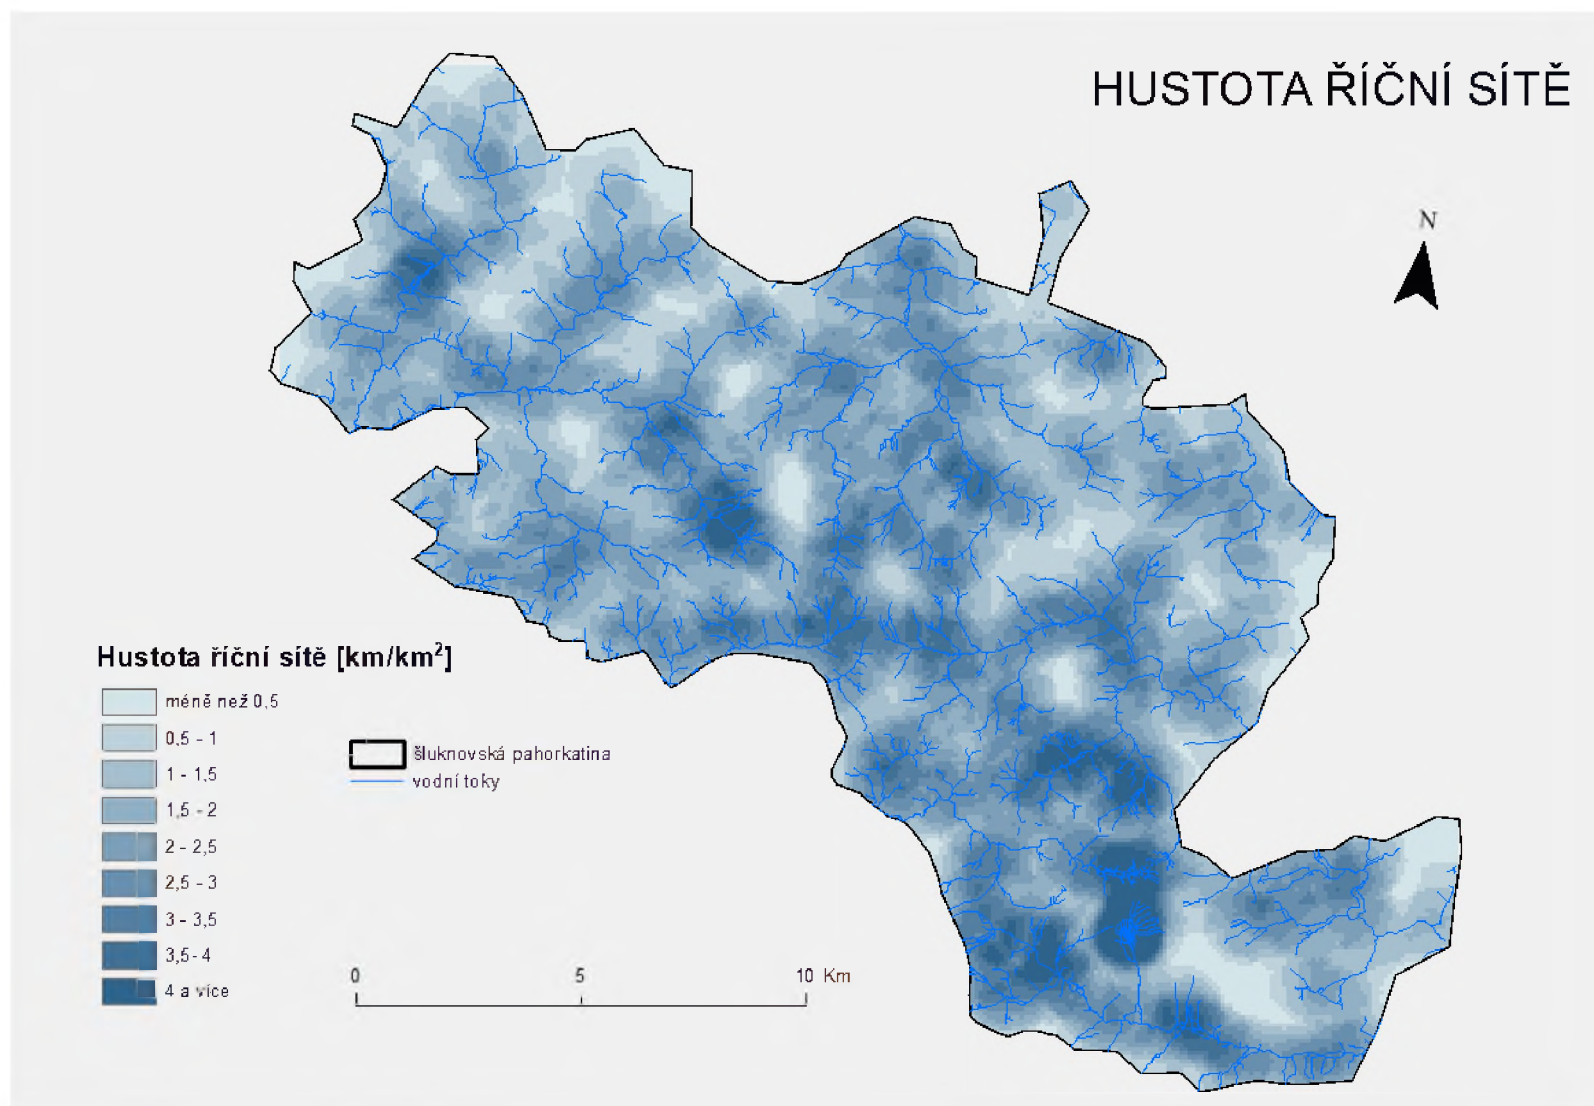 HUSTOTA ŘÍČNÍ SÍTĚ
N
Hustota říční sítě [km/km²]
méně než 0,5
0,5 - 1
1 - 1,5
1,5 - 2
2 - 2,5
2,5 - 3
3 - 3,5
3,5- 4
4 a více
šluknovská pahorkatina
vodní toky
0 5 10 Km